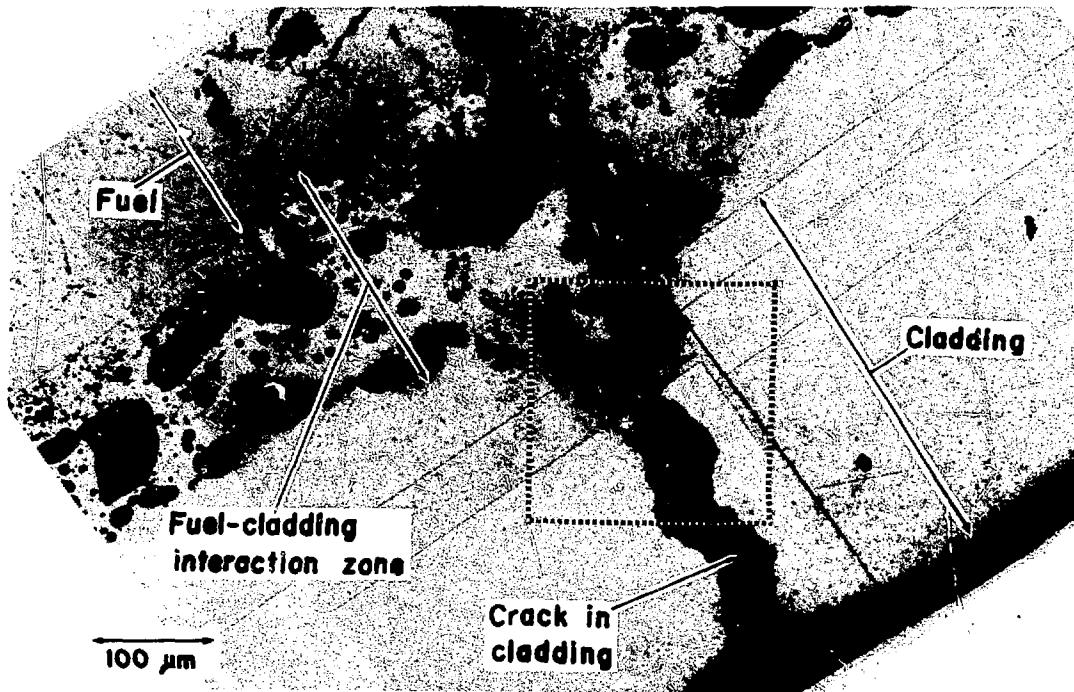 Fuel
Cladding
Fuel-cladding
interaction zone
Crack in
cladding
100 μm